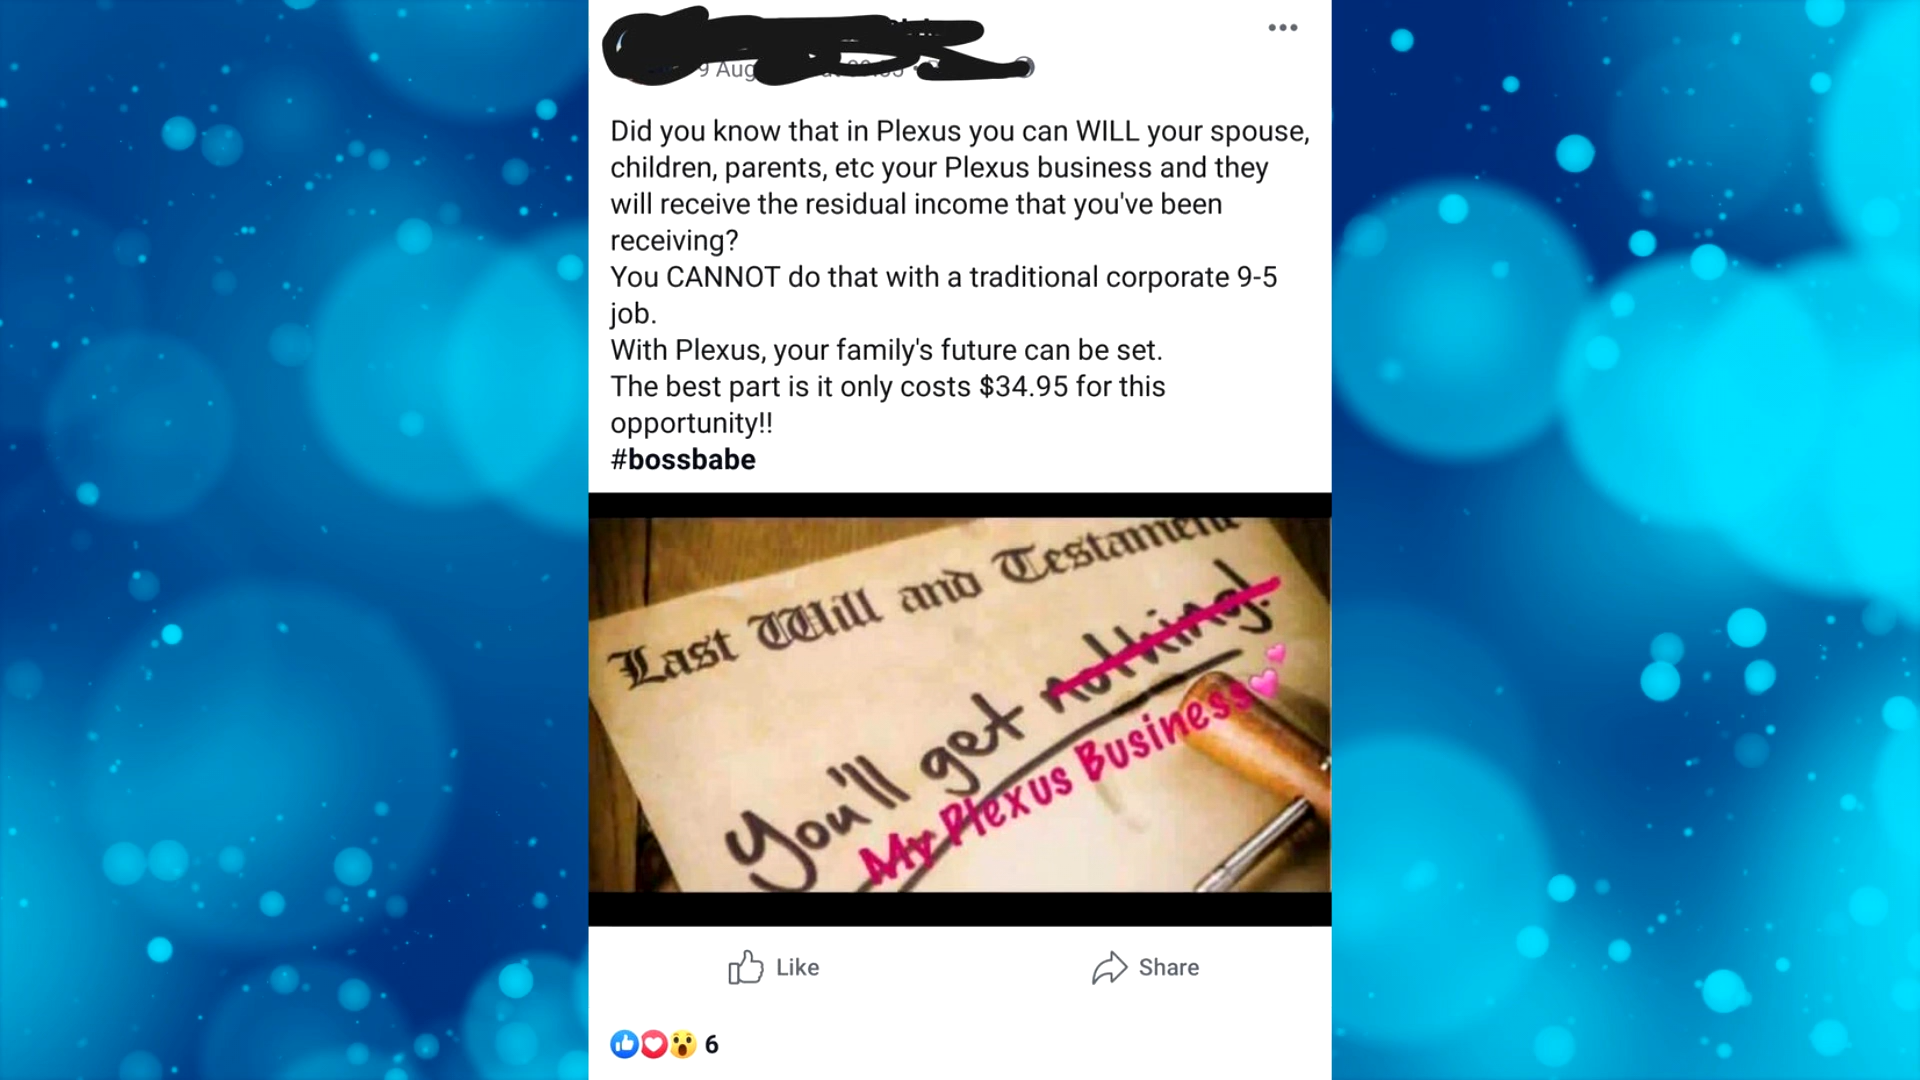 9 Aug
Did you know that in Plexus you can WILL your spouse,
children, parents, etc your Plexus business and they
will receive the residual income that you've been
receiving?
You CANNOT do that with a traditional corporate 9-5
job.
With Plexus, your family's future can be set.
The best part is it only costs $34.95 for this
opportunity!!
#bossbabe
Last Will and Testament
You'll get nothing!
My Plexus Business
Like
Share
6